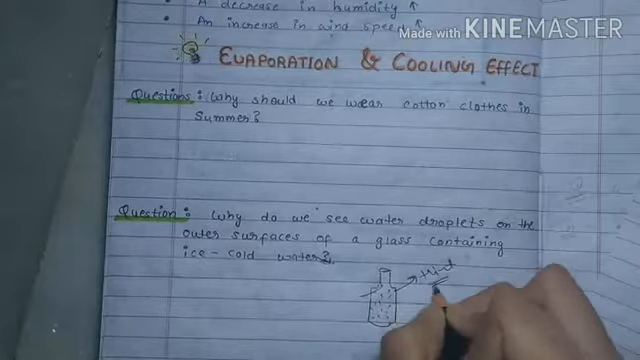 • A decrease in humidity ↑
• An increase in wind speed ↑
Made with KINEMASTER
EVAPORATION & COOLING EFFECT
Questions: Why should we wear cotton clothes in
Summer?
Question: Why do we see water droplets on the
outer surfaces of a glass containing
ice-cold water?